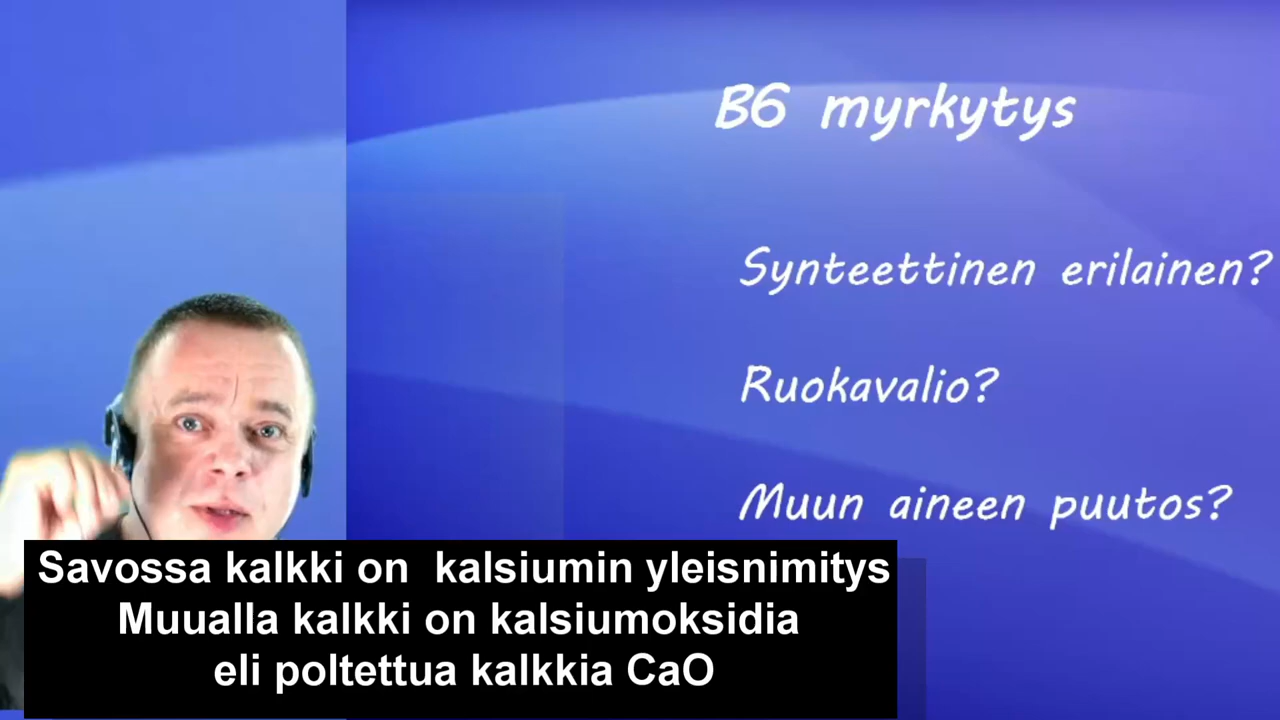 B6 myrkytys
Synteettinen erilainen?
Ruokavalio?
Muun aineen puutos?
Savossa kalkki on kalsiumin yleisnimitys
Muualla kalkki on kalsiumoksidia
eli poltettua kalkkia CaO